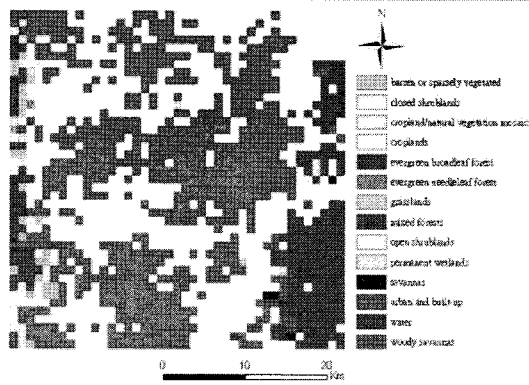 N
barren or sparsely vegetated
closed shrublands
cropland/natural vegetation mosaic
croplands
evergreen broadleaf forest
evergreen needleleaf forest
grasslands
mixed forests
open shrublands
permanent wetlands
savannas
urban and built-up
water
woody savannas
0 10 20
Km